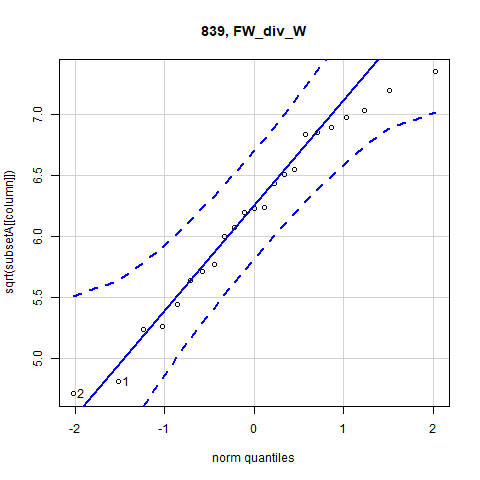 839, FW_div_W
sqrt(subsetA[[column]])
7.0
6.5
6.0
5.5
5.0
2
1
-2 -1 0 1 2
norm quantiles